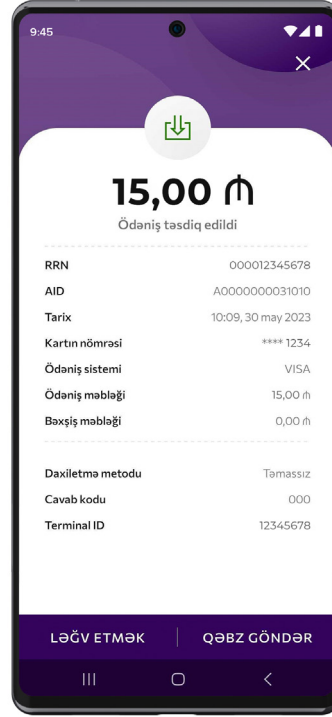 9:45
15,00 ₼
Ödəniş təsdiq edildi
RRN 000012345678
AID A0000000031010
Tarix 10:09, 30 may 2023
Kartın nömrəsi **** 1234
Ödəniş sistemi VISA
Ödəniş məbləği 15,00 ₼
Bəxşiş məbləği 0,00 ₼
Daxiletmə metodu Təmassız
Cavab kodu 000
Terminal ID 12345678
LƏĞV ETMƏK QƏBZ GÖNDƏR